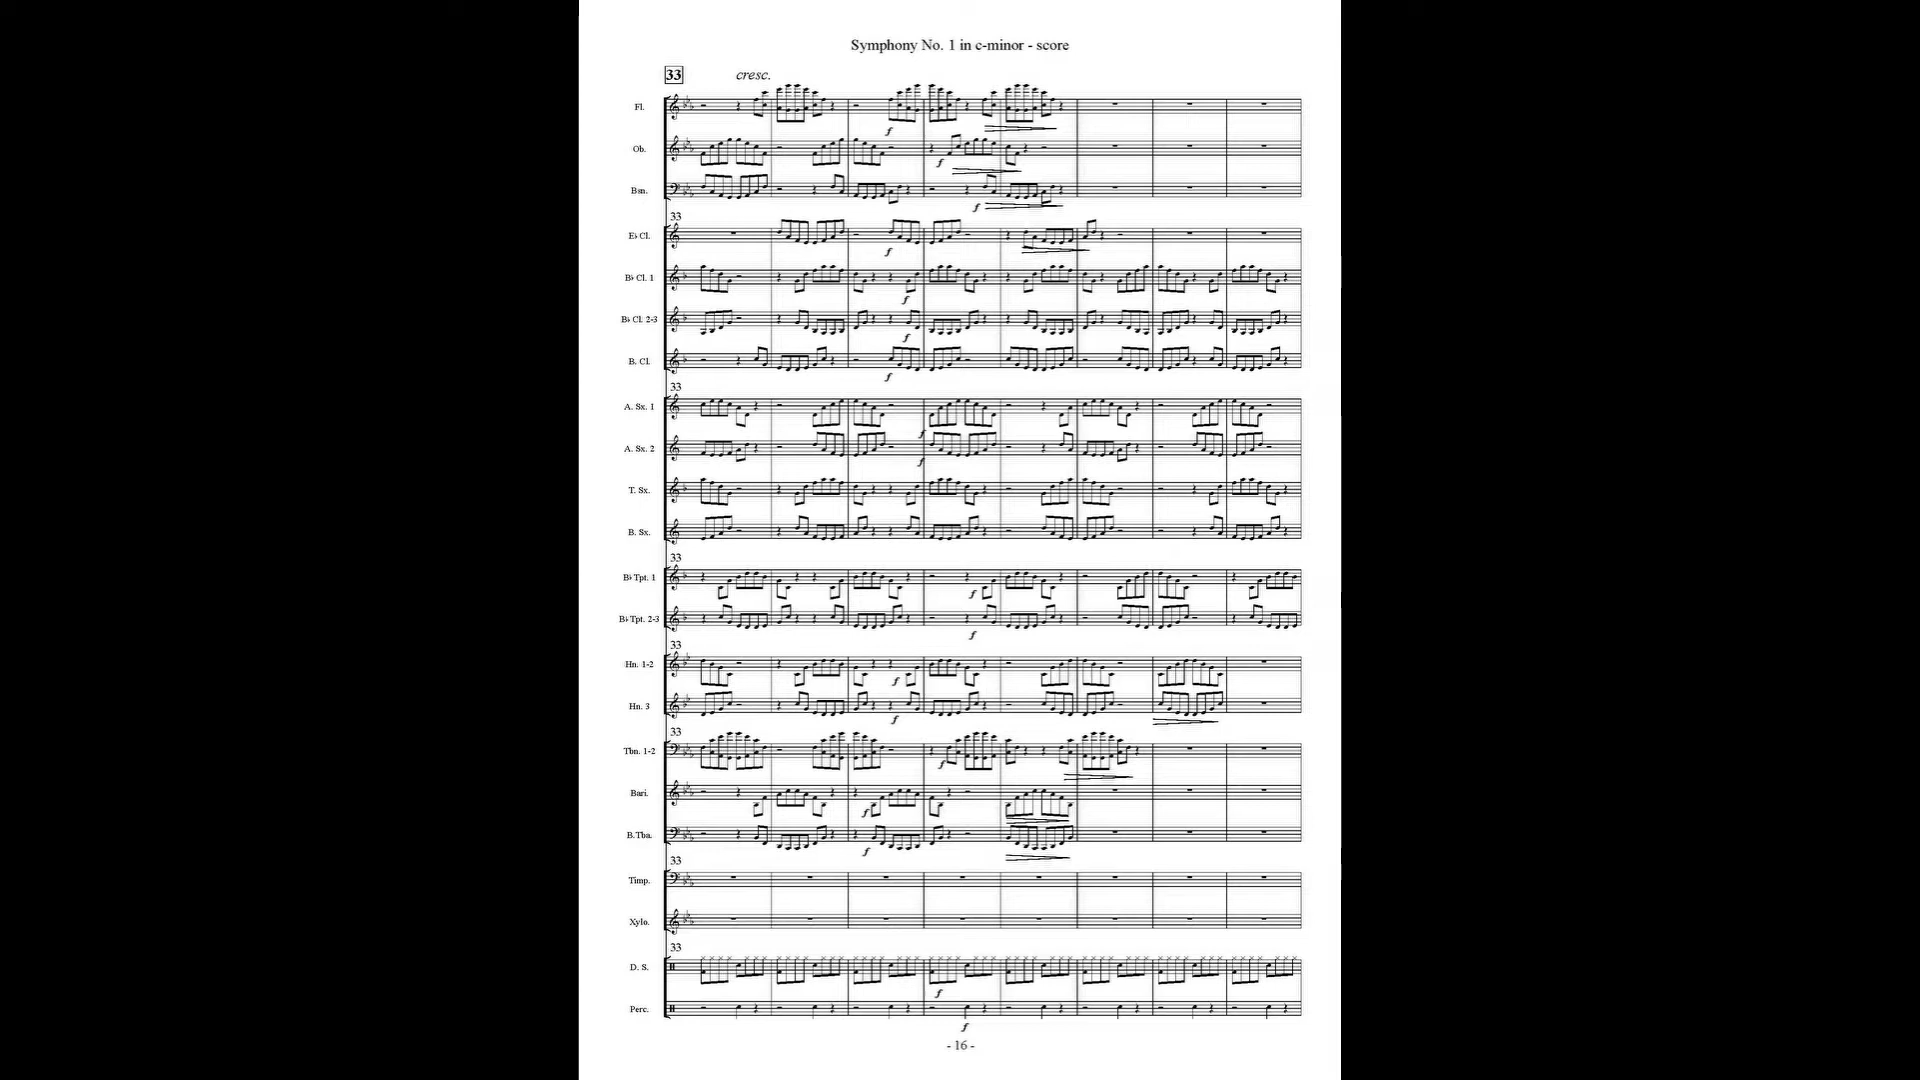 Symphony No. 1 in c-minor - score
33
cresc.
Fl.
f
Ob.
f
Bsn.
f
33
E♭ Cl.
f
B♭ Cl. 1
f
B♭ Cl. 2-3
f
B. Cl.
f
33
A. Sx. 1
f
A. Sx. 2
f
T. Sx.
B. Sx.
33
B♭ Tpt. 1
f
B♭ Tpt. 2-3
f
33
Hn. 1-2
f
Hn. 3
f
33
Tbn. 1-2
f
Bari.
f
B.Tba.
f
33
Timp.
Xylo.
33
D. S.
f
Perc.
f
- 16 -